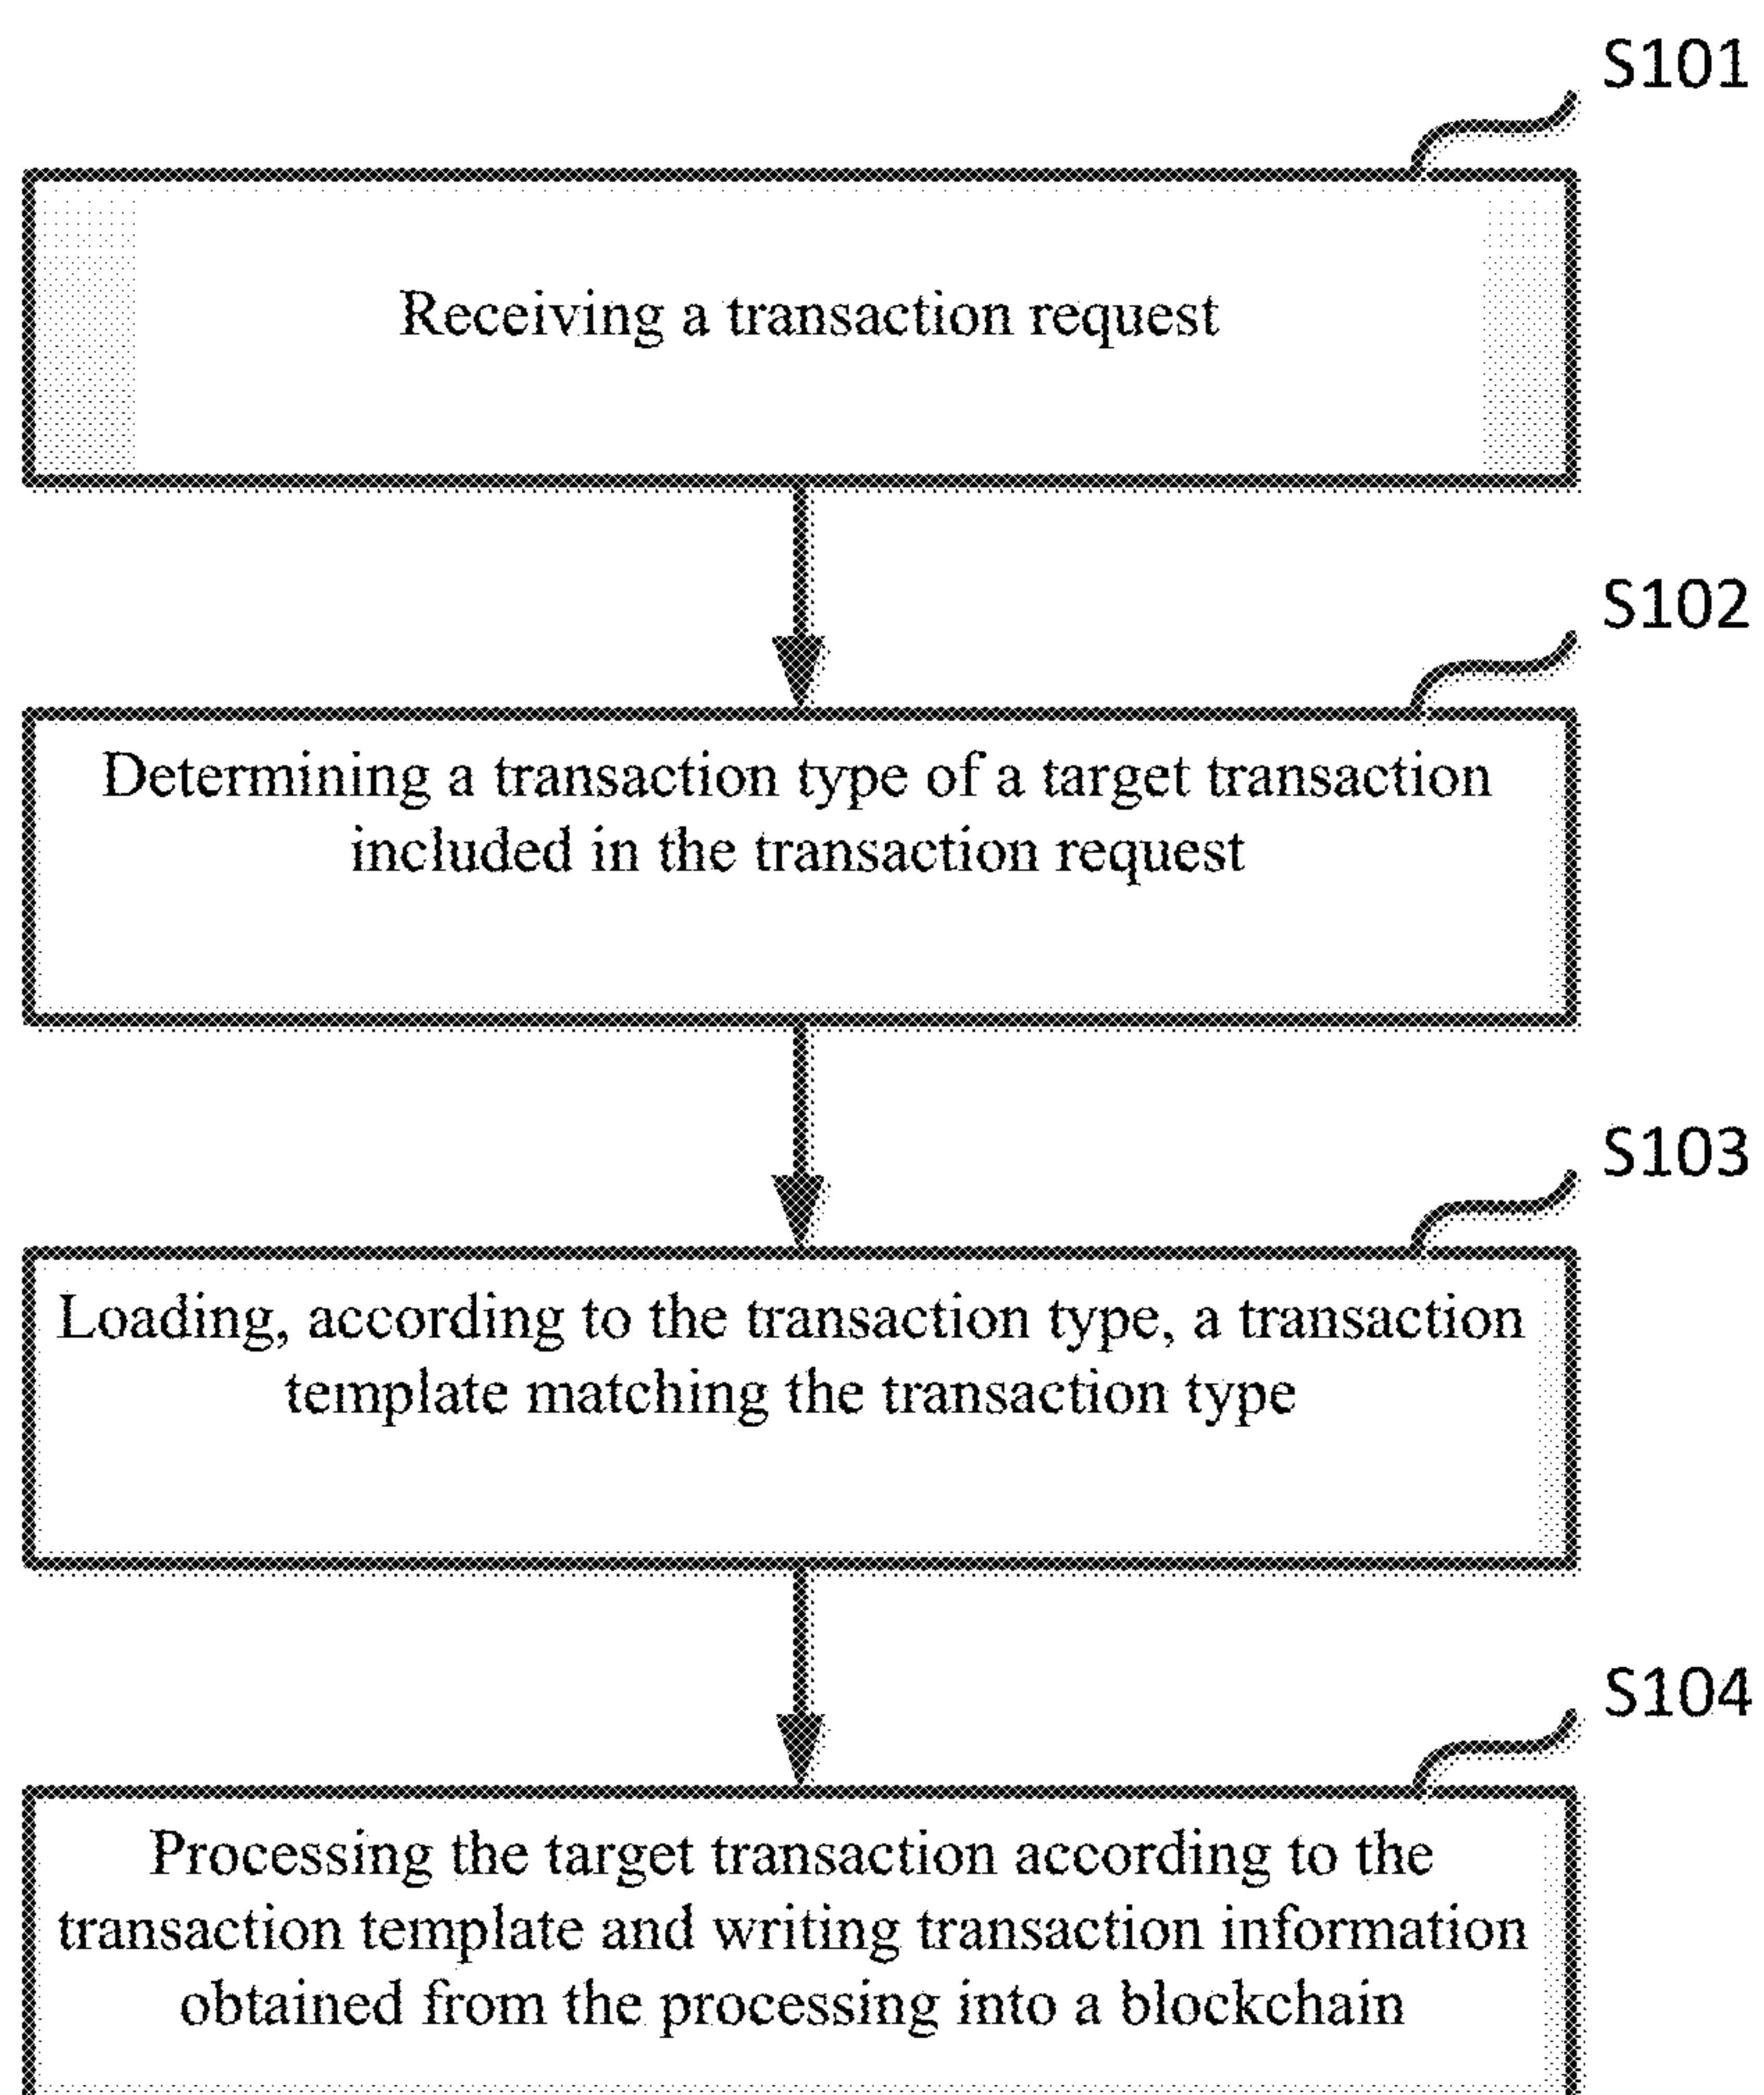 S101
Receiving a transaction request
S102
Determining a transaction type of a target transaction
included in the transaction request
S103
Loading, according to the transaction type, a transaction
template matching the transaction type
S104
Processing the target transaction according to the
transaction template and writing transaction information
obtained from the processing into a blockchain